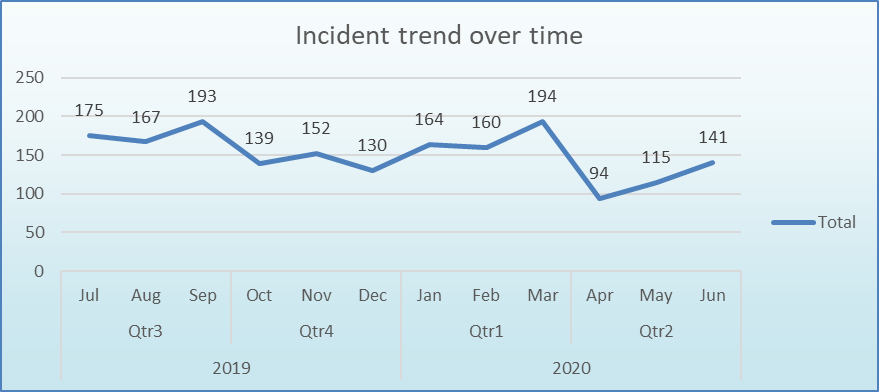 Incident trend over time
250
200
150
100
50
0
175 167 193 139 152 130 164 160 194 94 115 141
Total
Jul Aug Sep Oct Nov Dec Jan Feb Mar Apr May Jun
Qtr3 Qtr4 Qtr1 Qtr2
2019 2020